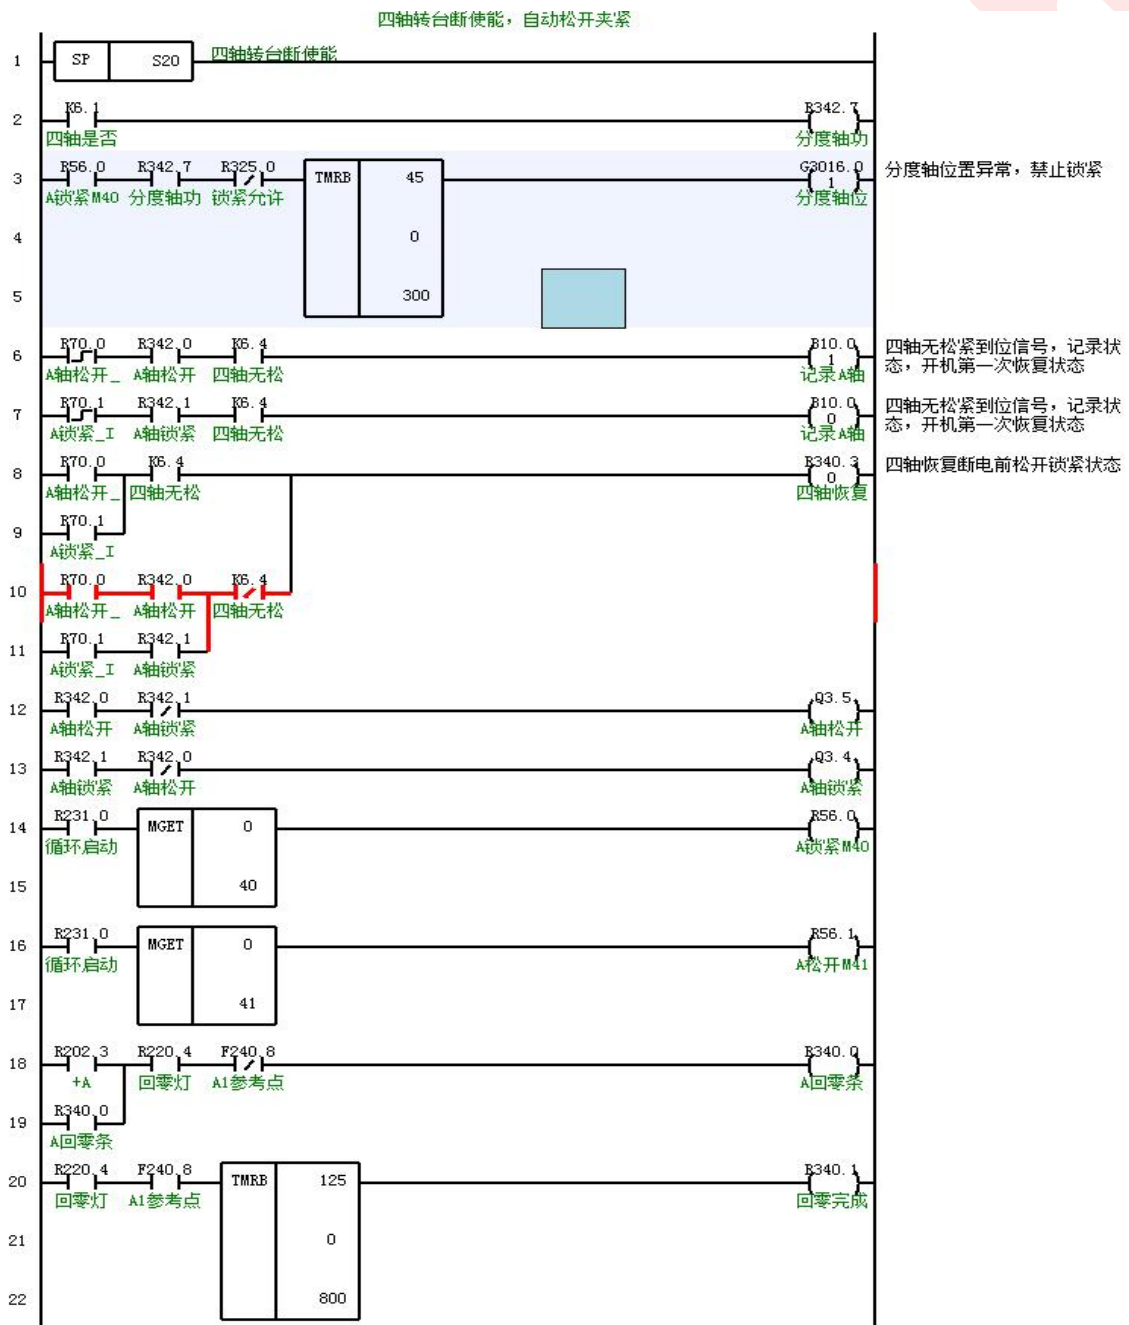 四轴转台断使能，自动松开夹紧
1 SP S20 四轴转台断使能
K6.1 R342.7
2
四轴是否 分度轴功
R56.0 R342.7 R325.0 G3016.0
3 TMRB 45 1 分度轴位置异常，禁止锁紧
A锁紧M40 分度轴功 锁紧允许 分度轴位
4 0
5 300
R70.0 R342.0 K6.4 B10.0 四轴无松紧到位信号，记录状
6 1 态，开机第一次恢复状态
A轴松开_ A轴松开 四轴无松 记录A轴
R70.1 R342.1 K6.4 B10.0 四轴无松紧到位信号，记录状
7 0 态，开机第一次恢复状态
A锁紧_I A轴锁紧 四轴无松 记录A轴
R70.0 K6.4 R340.3 四轴恢复断电前松开锁紧状态
8 0
A轴松开_ 四轴无松 四轴恢复
R70.1
9
A锁紧_I
R70.0 R342.0 K6.4
10
A轴松开_ A轴松开 四轴无松
R70.1 R342.1
11
A锁紧_I A轴锁紧
R342.0 R342.1 Q3.5
12
A轴松开 A轴锁紧 A轴松开
R342.1 R342.0 Q3.4
13
A轴锁紧 A轴松开 A轴锁紧
R231.0 R56.0
14 MGET 0
循环启动 A锁紧M40
15 40
R231.0 R56.1
16 MGET 0
循环启动 A松开M41
17 41
R202.3 R220.4 F240.8 R340.0
18
+A 回零灯 A1参考点 A回零条
R340.0
19
A回零条
R220.4 F240.8 R340.1
20 TMRB 125
回零灯 A1参考点 回零完成
21 0
22 800